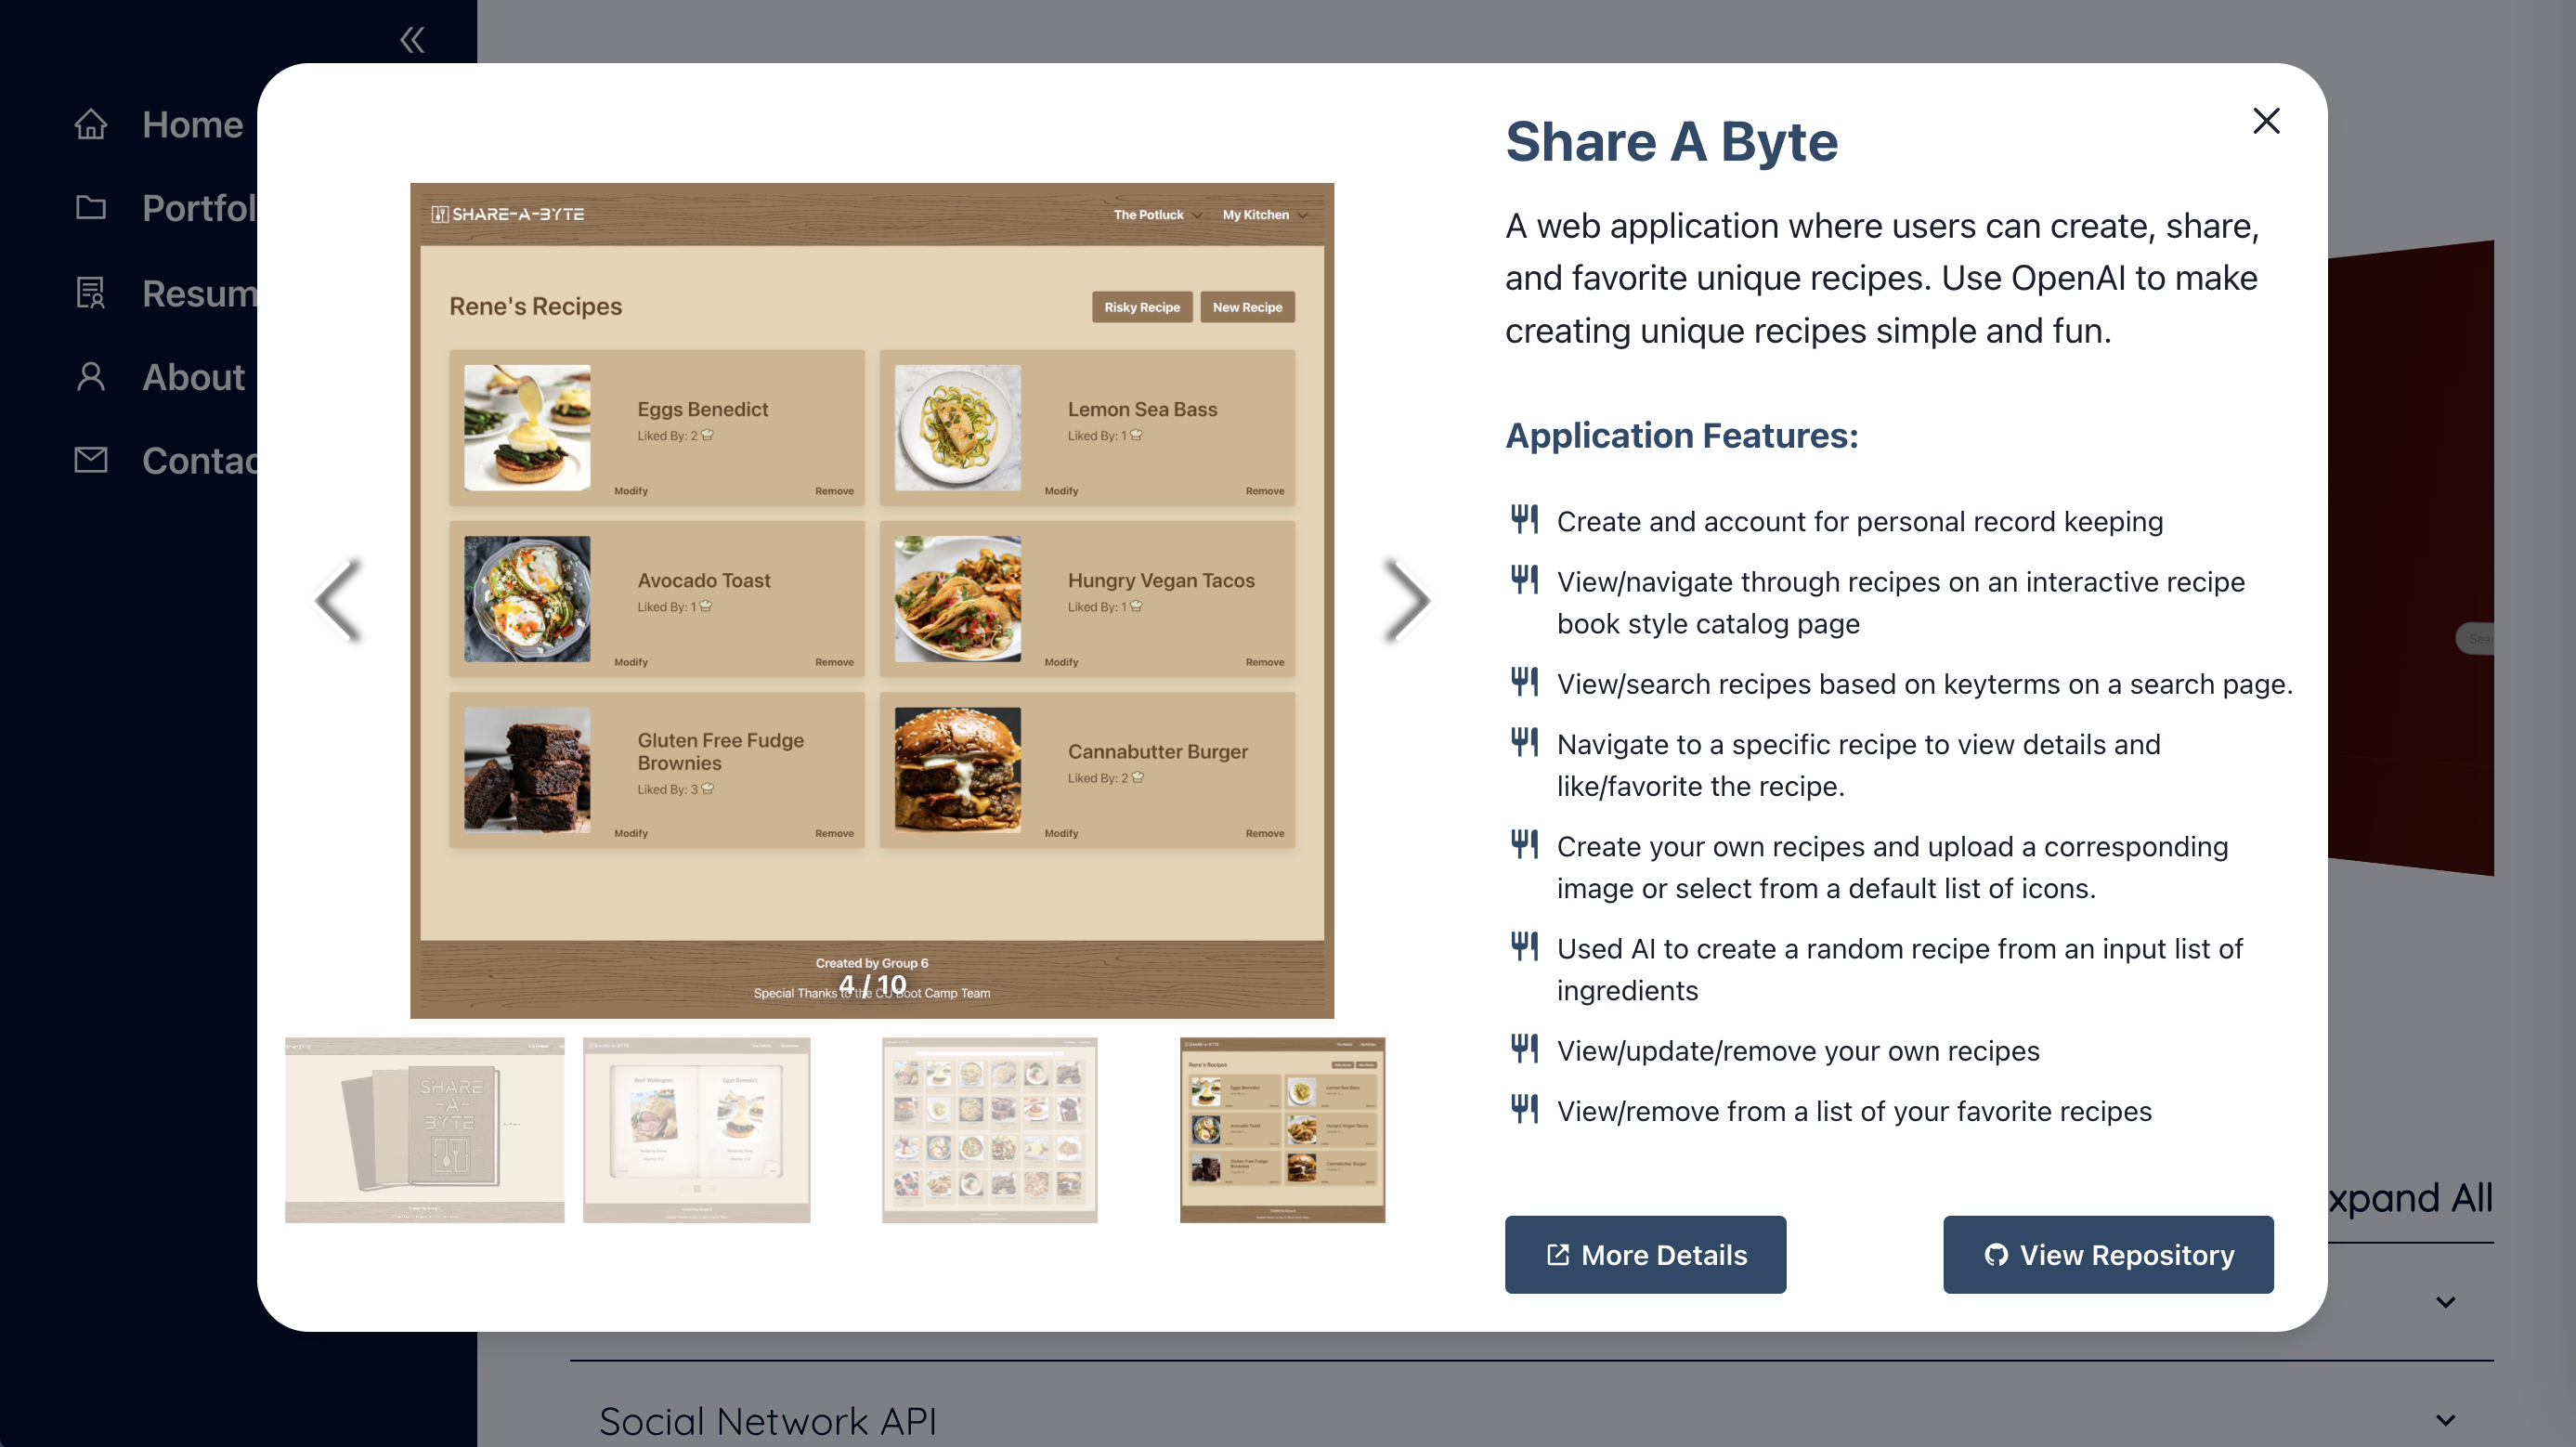 Home
Portfol
Resum
About
Contac
SHARE-A-BYTE
The Potluck
My Kitchen
Rene's Recipes
Risky Recipe
New Recipe
Eggs Benedict
Liked By: 2
Modify
Remove
Lemon Sea Bass
Liked By: 1
Modify
Remove
Avocado Toast
Liked By: 1
Modify
Remove
Hungry Vegan Tacos
Liked By: 1
Modify
Remove
Gluten Free Fudge
Brownies
Liked By: 3
Modify
Remove
Cannabutter Burger
Liked By: 2
Modify
Remove
Created by Group 6
4 / 10
Special Thanks to the CU Boot Camp Team
SHARE
-A-
BYTE
Beef Wellington
Eggs Benedict
Rene's Recipes
Share A Byte
A web application where users can create, share,
and favorite unique recipes. Use OpenAI to make
creating unique recipes simple and fun.
Application Features:
Create and account for personal record keeping
View/navigate through recipes on an interactive recipe
book style catalog page
View/search recipes based on keyterms on a search page.
Navigate to a specific recipe to view details and
like/favorite the recipe.
Create your own recipes and upload a corresponding
image or select from a default list of icons.
Used AI to create a random recipe from an input list of
ingredients
View/update/remove your own recipes
View/remove from a list of your favorite recipes
More Details
View Repository
Sea
xpand All
Social Network API